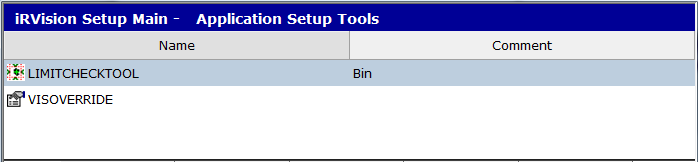 iRVision Setup Main - Application Setup Tools
Name Comment
LIMITCHECKTOOL Bin
VISOVERRIDE